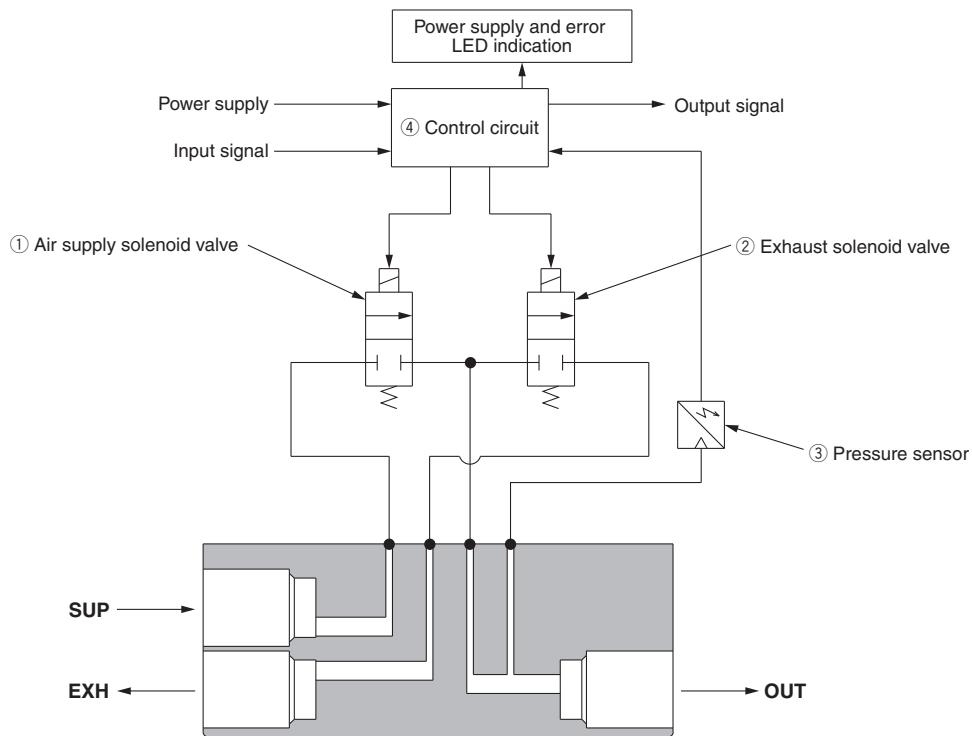 Power supply and error
LED indication
Power supply
Output signal
④ Control circuit
Input signal
① Air supply solenoid valve
② Exhaust solenoid valve
③ Pressure sensor
SUP
EXH
OUT